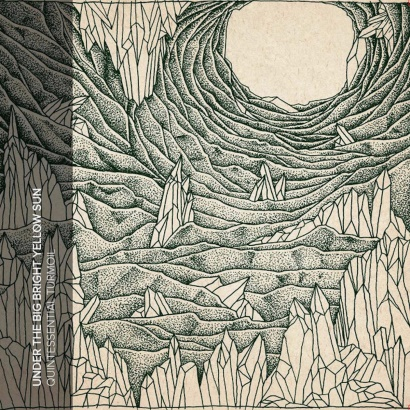 UNDER THE BIG BRIGHT YELLOW SUN
QUINTESSENTIAL TURMOIL